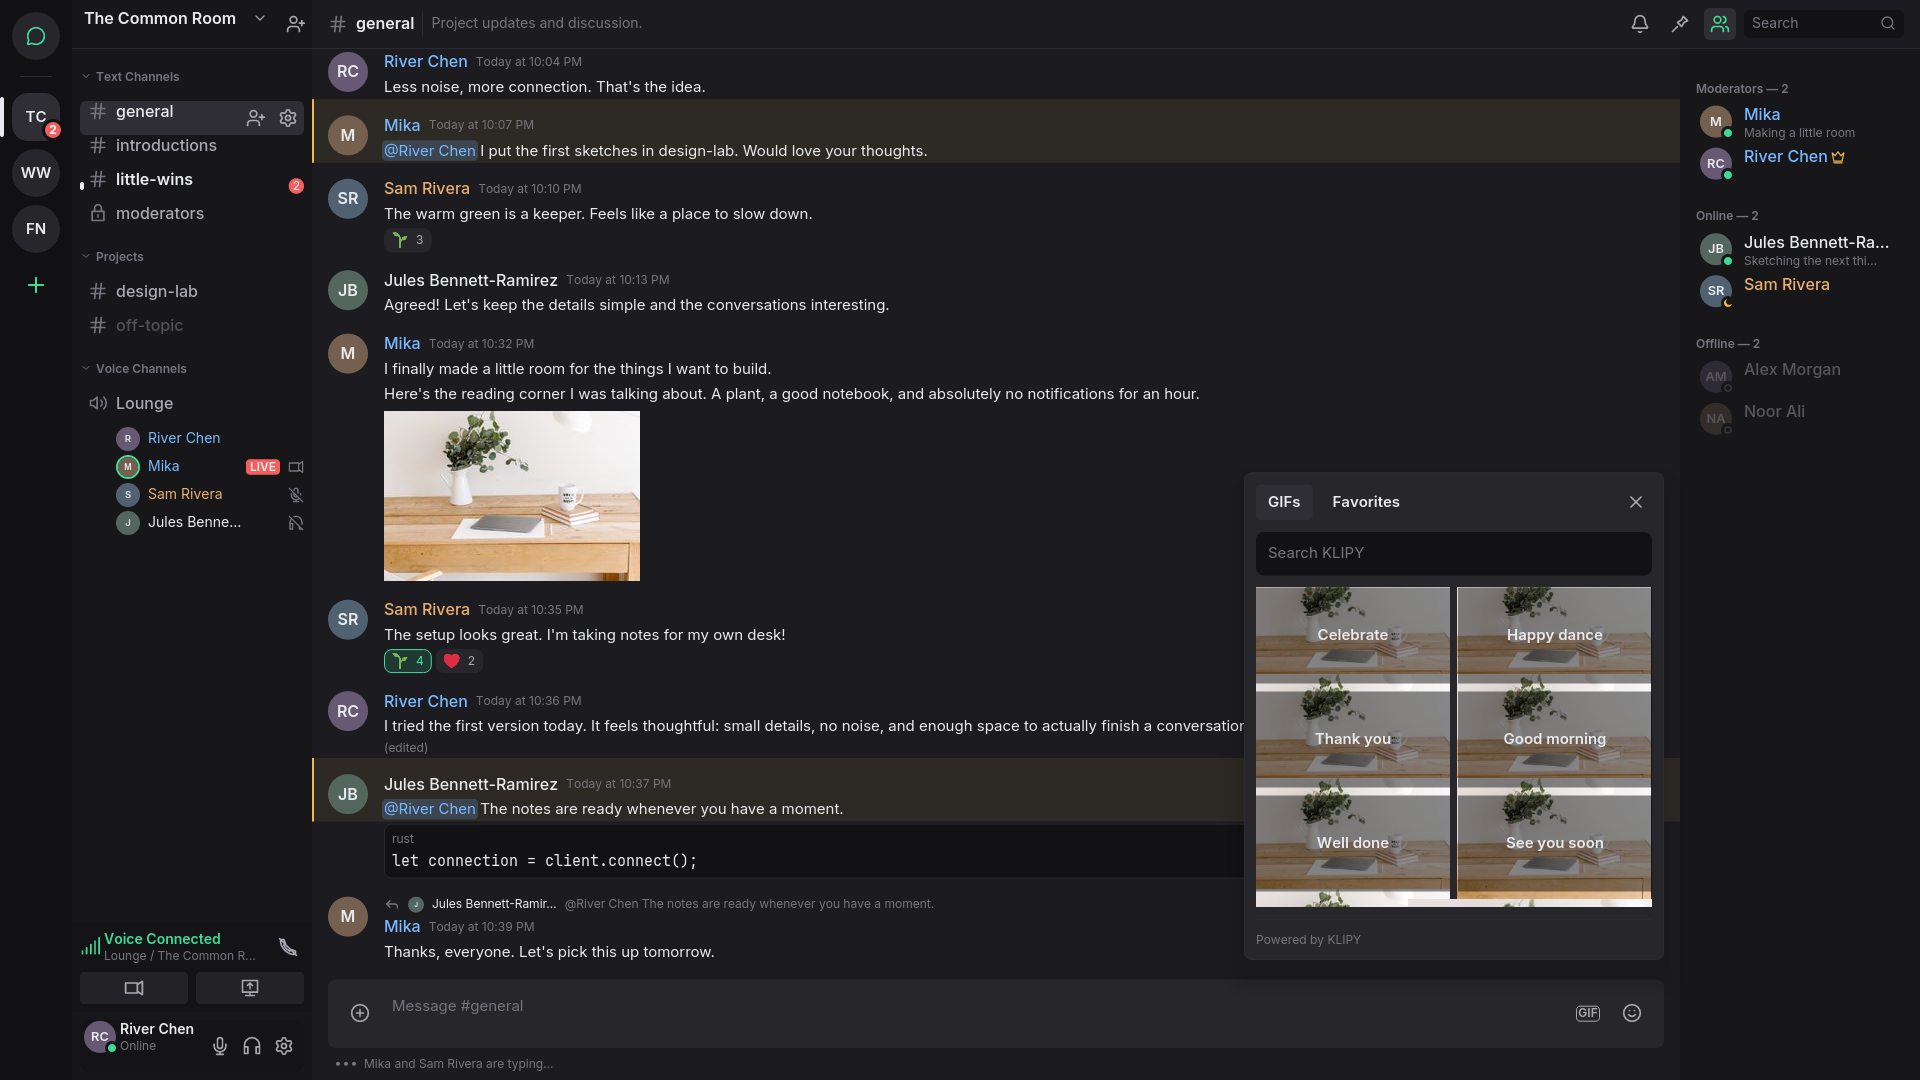 The Common Room
general
Project updates and discussion.
Search
TC
2
WW
FN
Text Channels
general
introductions
little-wins
2
moderators
Projects
design-lab
off-topic
Voice Channels
Lounge
R
River Chen
M
Mika
LIVE
S
Sam Rivera
J
Jules Benne...
Voice Connected
Lounge / The Common R...
RC
River Chen
Online
RC
River Chen Today at 10:04 PM
Less noise, more connection. That's the idea.
M
Mika Today at 10:07 PM
@River Chen I put the first sketches in design-lab. Would love your thoughts.
SR
Sam Rivera Today at 10:10 PM
The warm green is a keeper. Feels like a place to slow down.
3
JB
Jules Bennett-Ramirez Today at 10:13 PM
Agreed! Let's keep the details simple and the conversations interesting.
M
Mika Today at 10:32 PM
I finally made a little room for the things I want to build.
Here's the reading corner I was talking about. A plant, a good notebook, and absolutely no notifications for an hour.
SR
Sam Rivera Today at 10:35 PM
The setup looks great. I'm taking notes for my own desk!
4
2
RC
River Chen Today at 10:36 PM
I tried the first version today. It feels thoughtful: small details, no noise, and enough space to actually finish a conversation
(edited)
JB
Jules Bennett-Ramirez Today at 10:37 PM
@River Chen The notes are ready whenever you have a moment.
rust
let connection = client.connect();
J
Jules Bennett-Ramir... @River Chen The notes are ready whenever you have a moment.
M
Mika Today at 10:39 PM
Thanks, everyone. Let's pick this up tomorrow.
Message #general
GIF
Mika and Sam Rivera are typing...
GIFs
Favorites
Search KLIPY
Celebrate
Happy dance
Thank you
Good morning
Well done
See you soon
Powered by KLIPY
Moderators — 2
M
Mika
Making a little room
RC
River Chen
Online — 2
JB
Jules Bennett-Ra...
Sketching the next thi...
SR
Sam Rivera
Offline — 2
AM
Alex Morgan
NA
Noor Ali